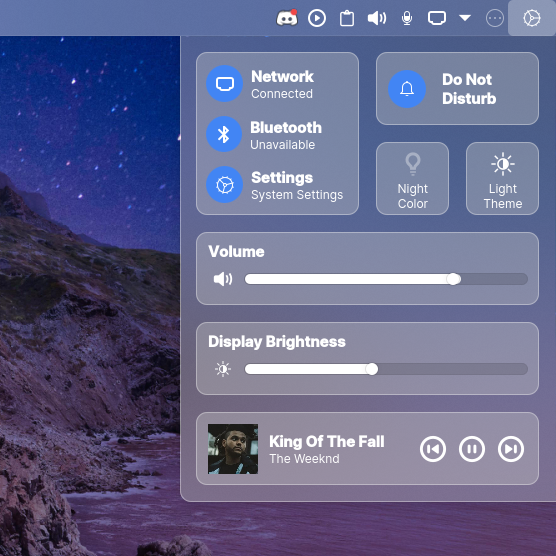 Network
Connected
Bluetooth
Unavailable
Settings
System Settings
Do Not
Disturb
Night
Color
Light
Theme
Volume
Display Brightness
King Of The Fall
The Weeknd